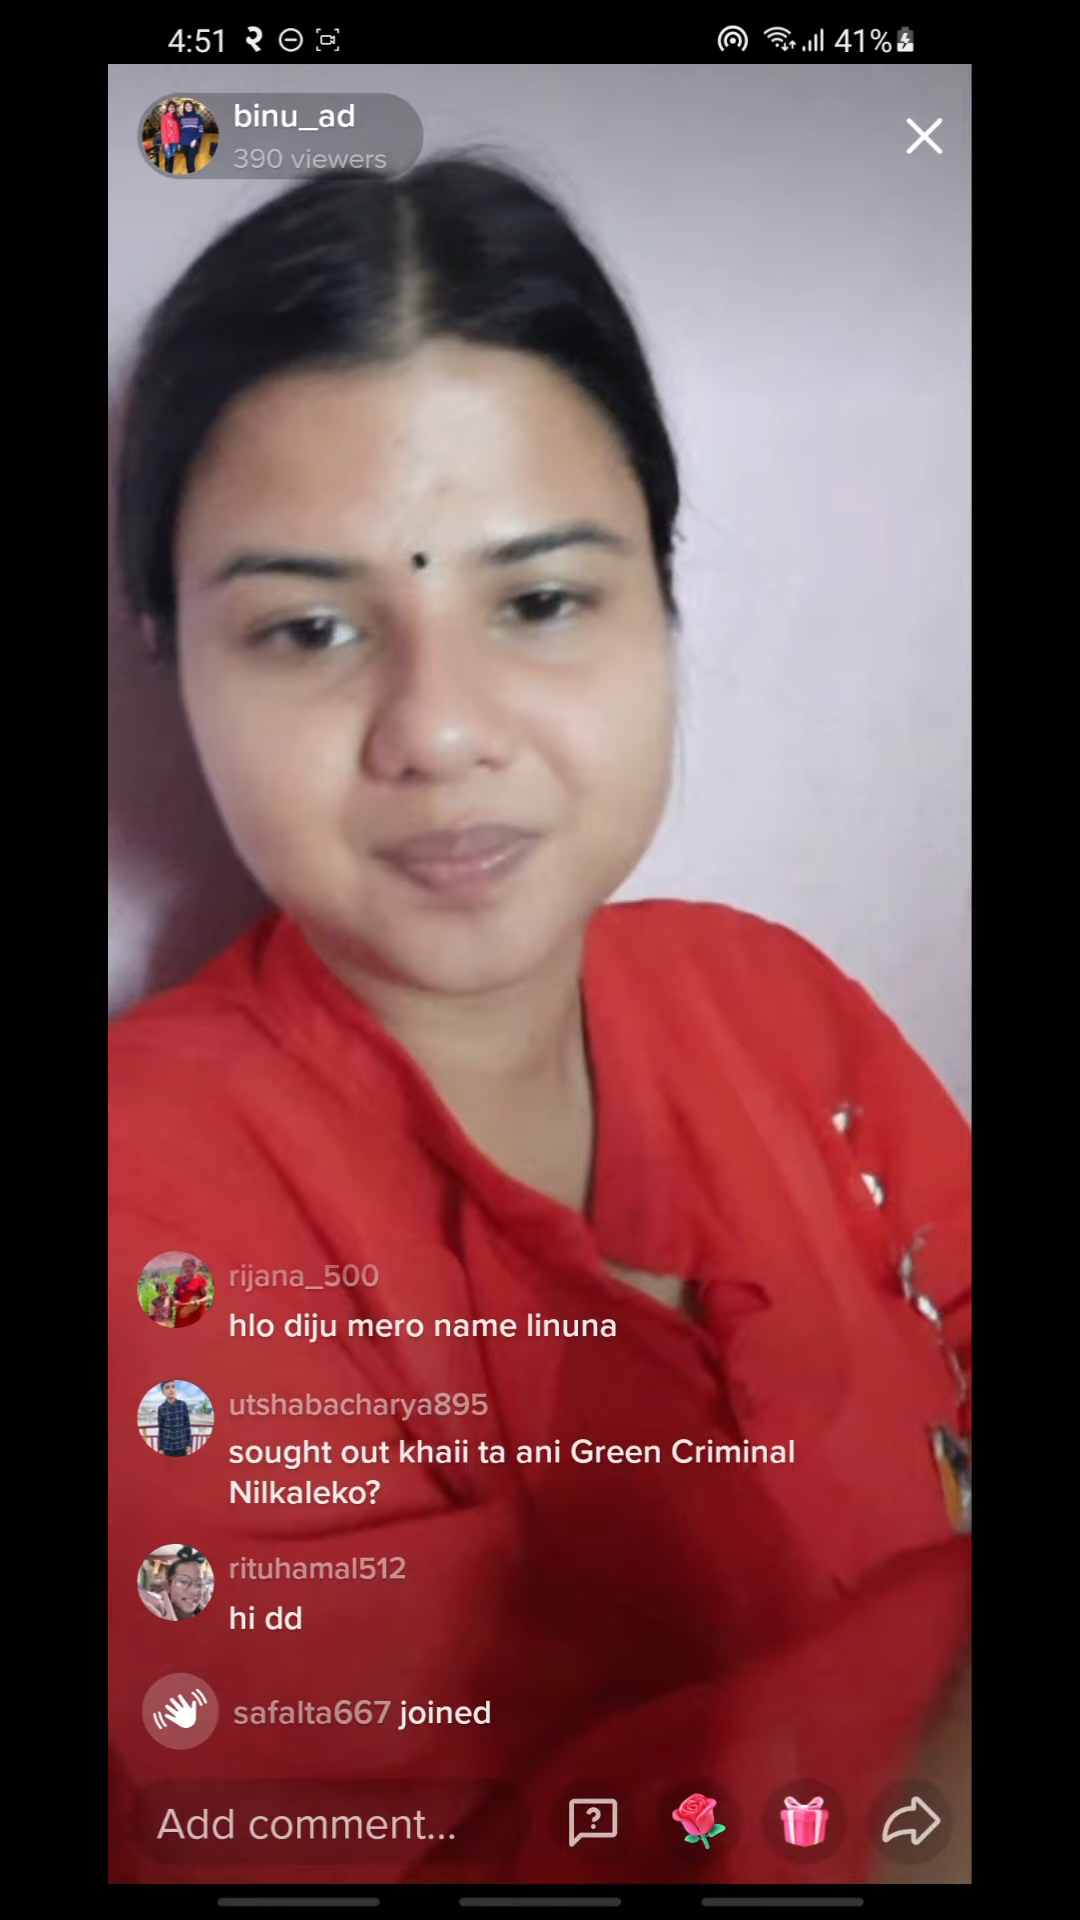 4:51
41%
binu_ad
390 viewers
rijana_500
hlo diju mero name linuna
utshabacharya895
sought out khaii ta ani Green Criminal
Nilkaleko?
rituhamal512
hi dd
safalta667 joined
Add comment...